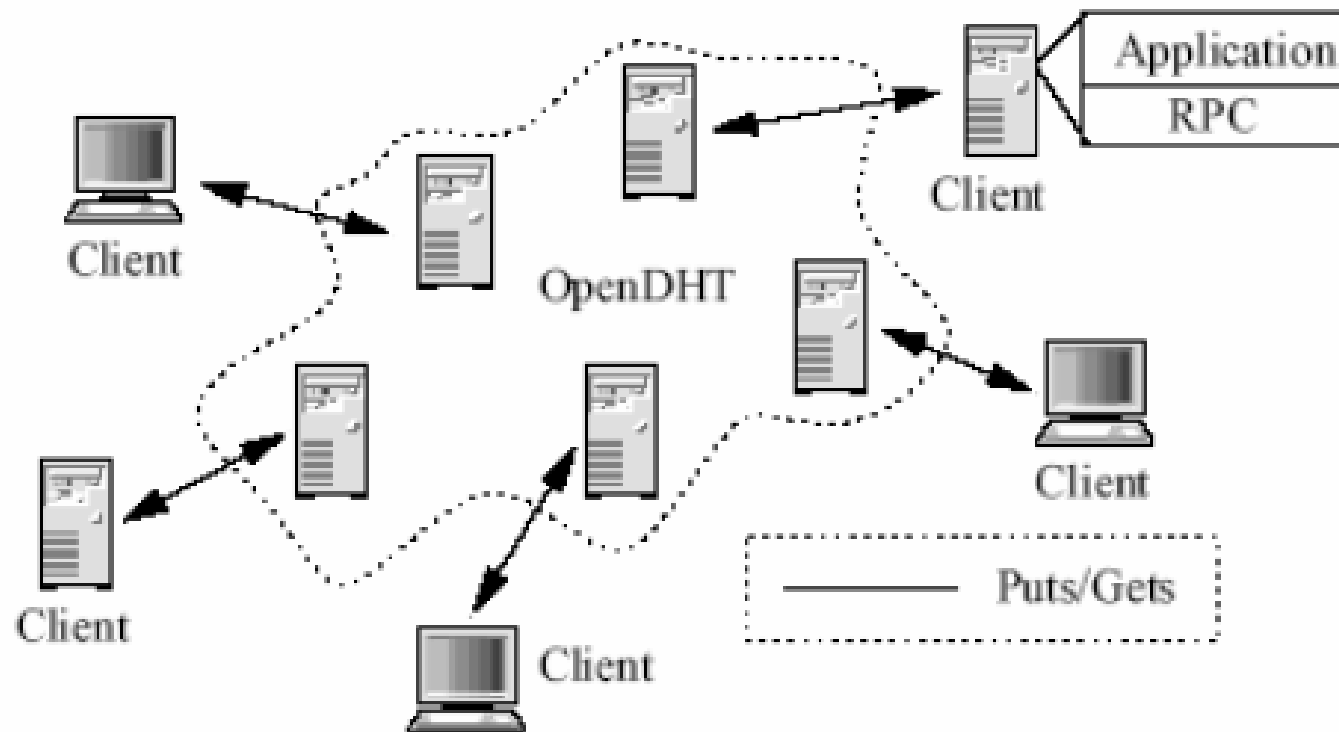 Application
RPC
Client
Client
OpenDHT
Client
Puts/Gets
Client
Client